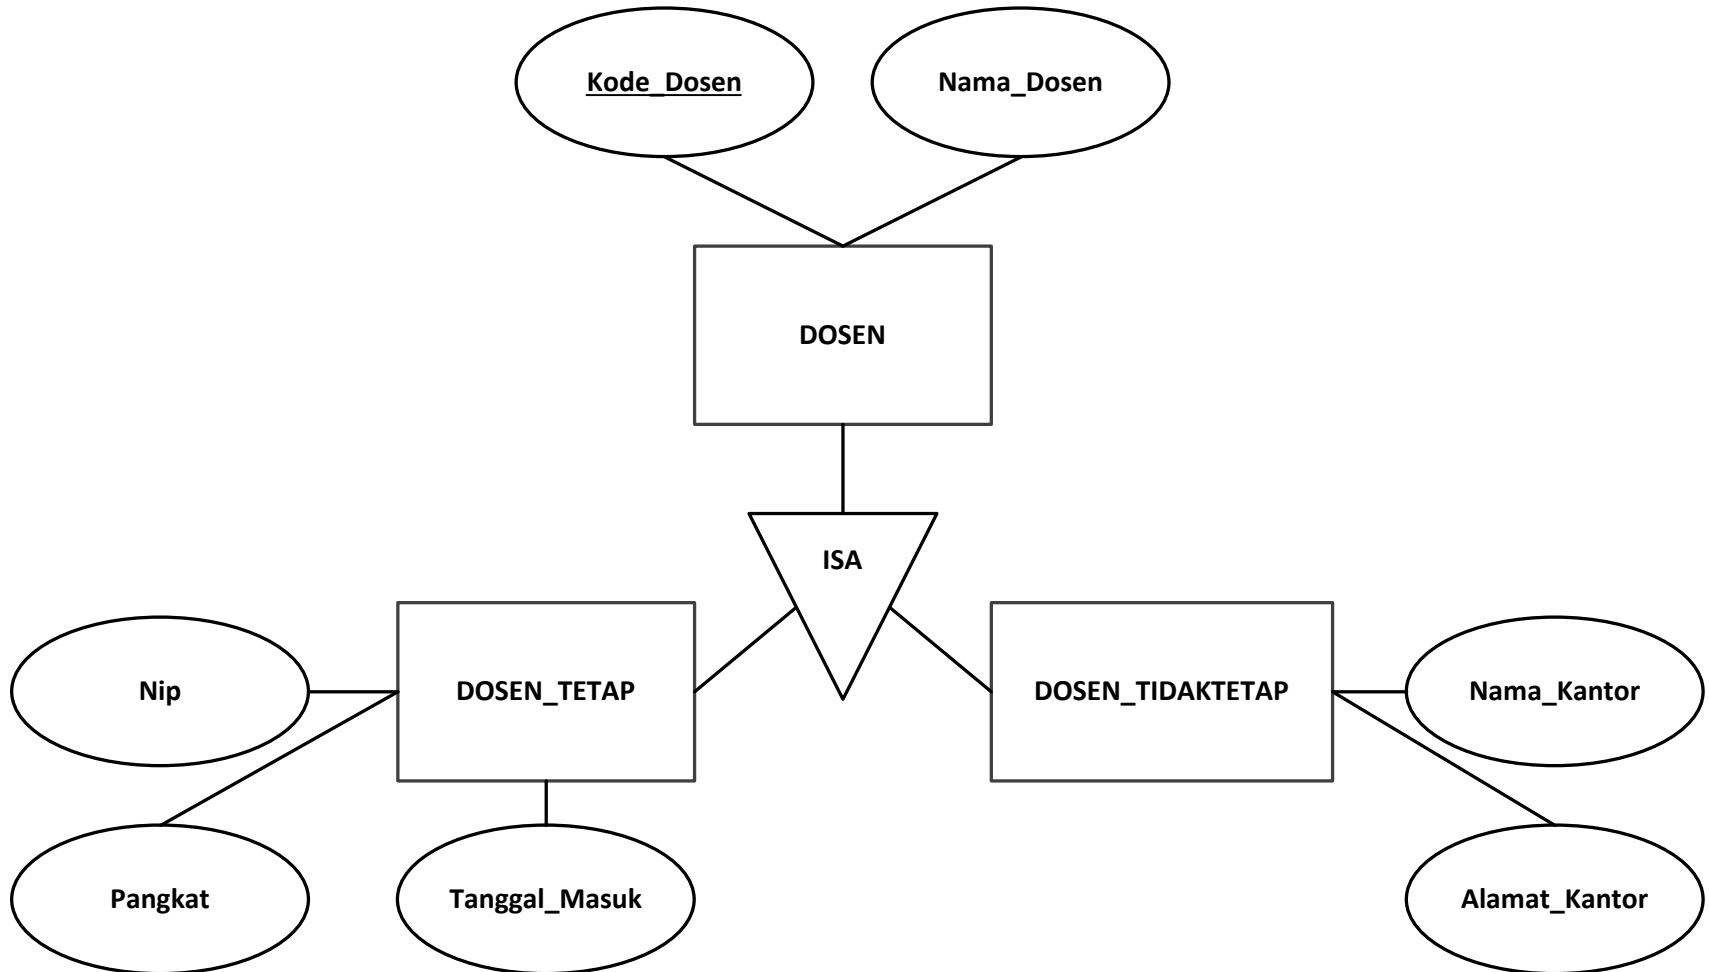 Kode_Dosen
Nama_Dosen
DOSEN
ISA
Nip
DOSEN_TETAP
DOSEN_TIDAKTETAP
Nama_Kantor
Pangkat
Tanggal_Masuk
Alamat_Kantor